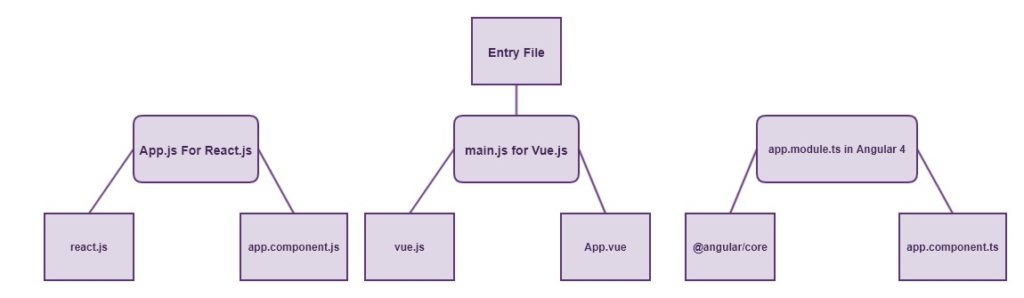 Entry File
App.js For React.js
main.js for Vue.js
app.module.ts in Angular 4
react.js
app.component.js
vue.js
App.vue
@angular/core
app.component.ts